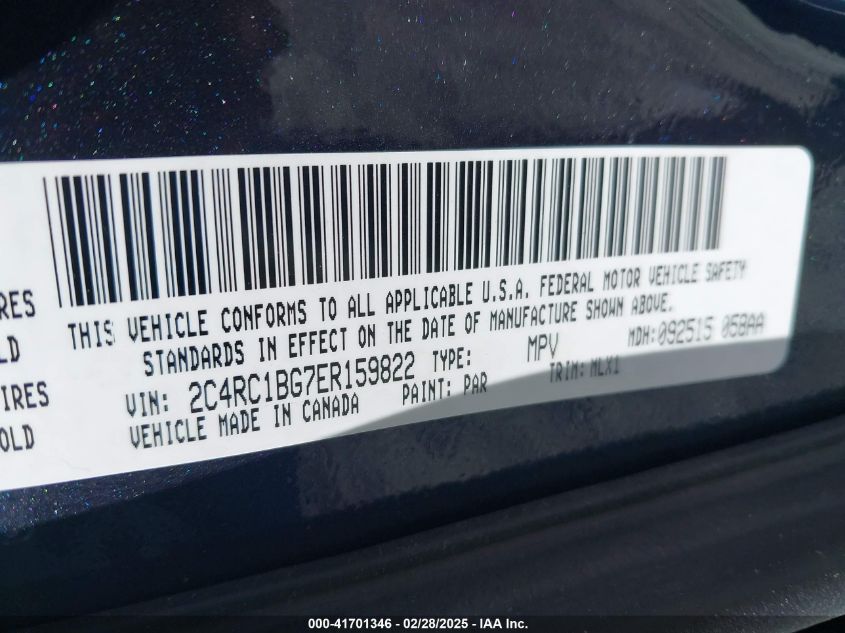 IRES
LD
IRES
OLD
THIS VEHICLE CONFORMS TO ALL APPLICABLE U.S.A. FEDERAL MOTOR VEHICLE SAFETY
STANDARDS IN EFFECT ON THE DATE OF MANUFACTURE SHOWN ABOVE.
VIN: 2C4RC1BG7ER159822 TYPE: MPV MDH:092515 05BAA
VEHICLE MADE IN CANADA PAINT: PAR TRIM: MLX1
000-41701346 - 02/28/2025 - IAA Inc.